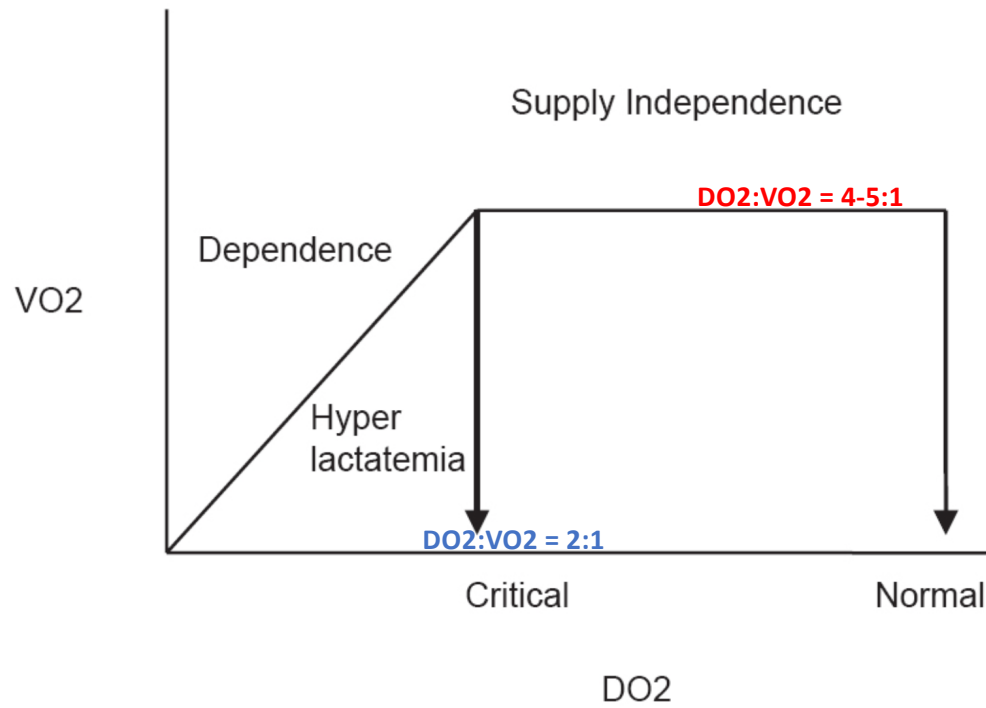 Supply Independence
DO2:VO2 = 4-5:1
Dependence
VO2
Hyper
lactatemia
DO2:VO2 = 2:1
Critical
Normal
DO2